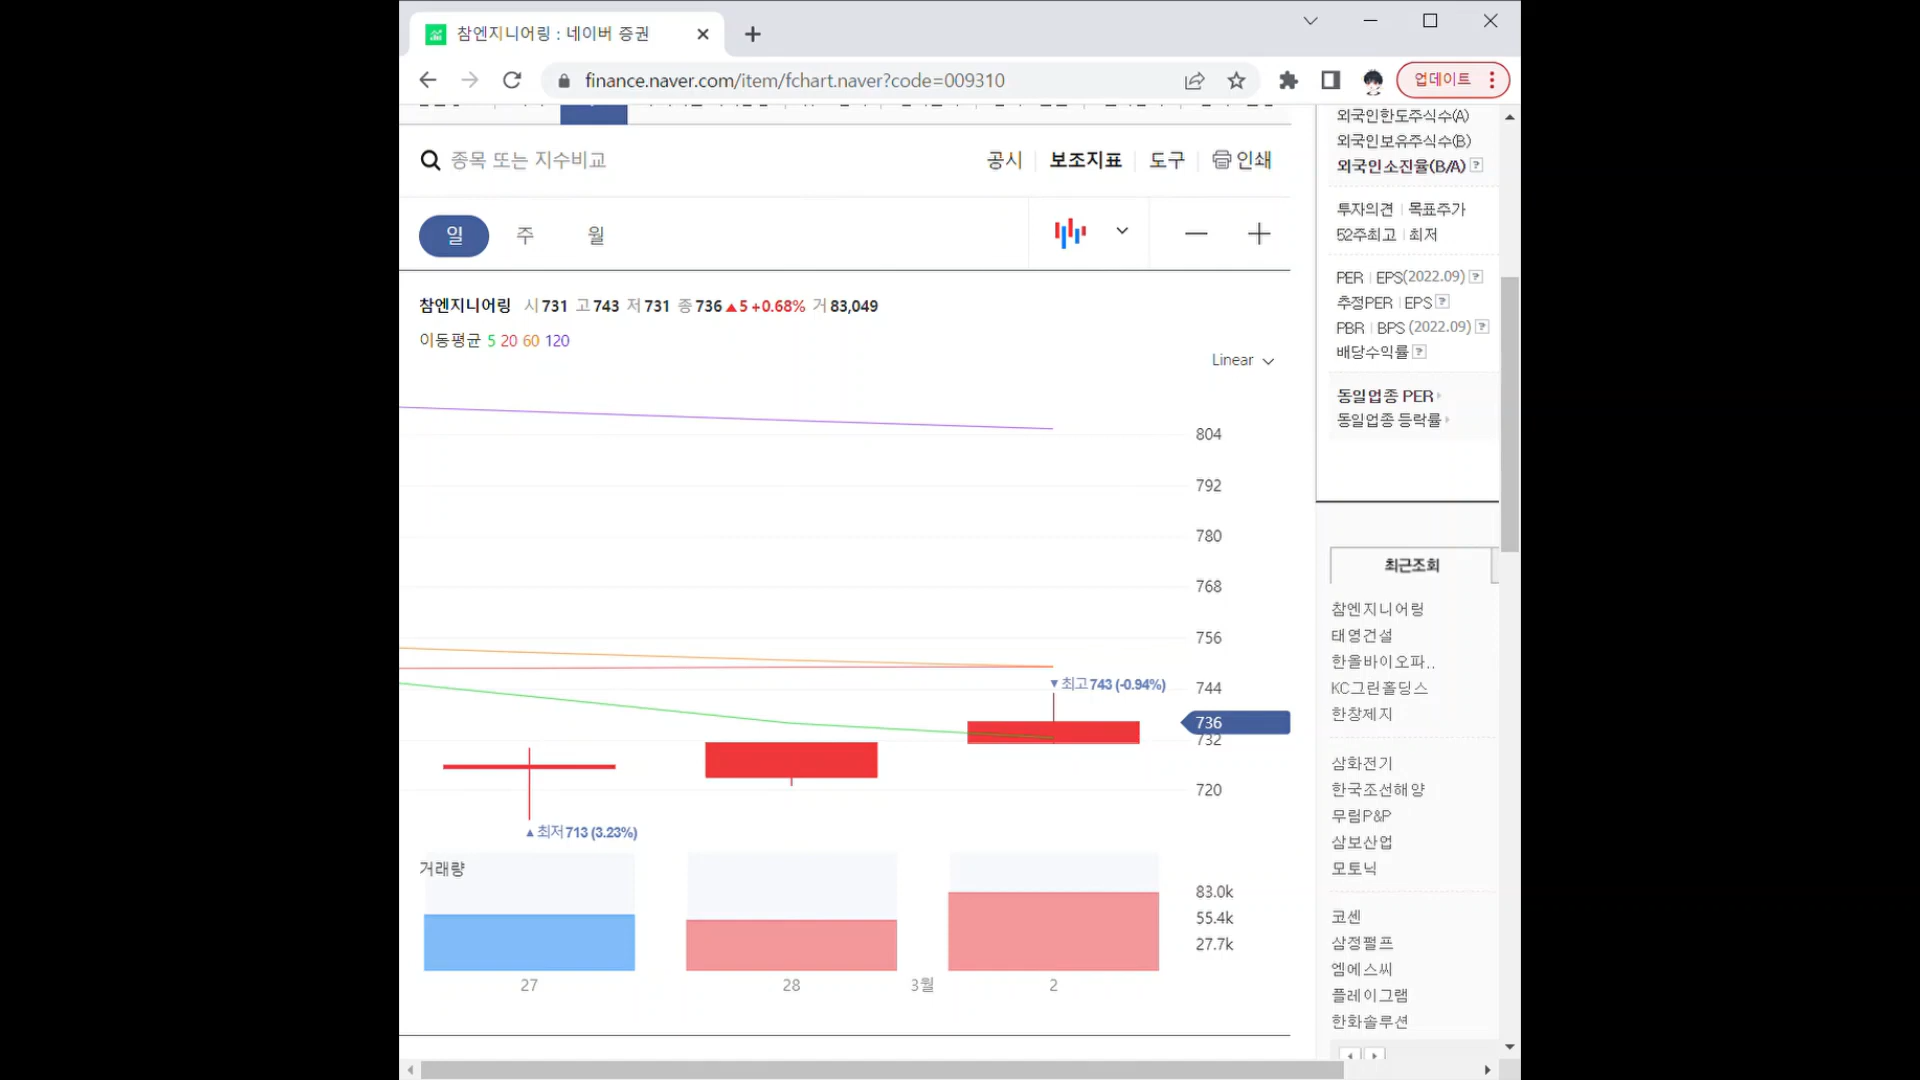 참엔지니어링 : 네이버 증권
finance.naver.com/item/fchart.naver?code=009310
업데이트
종목 또는 지수비교
공시 보조지표 도구 인쇄
일 주 월
참엔지니어링 시 731 고 743 저 731 종 736 ▲5 +0.68% 거 83,049
이동평균 5 20 60 120
Linear
804
792
780
768
756
744
736
732
720
▼최고 743 (-0.94%)
▲최저 713 (3.23%)
거래량
83.0k
55.4k
27.7k
27 28 3월 2
외국인한도주식수(A)
외국인보유주식수(B)
외국인소진율(B/A) ?
투자의견 | 목표주가
52주최고 | 최저
PER | EPS(2022.09) ?
추정PER | EPS ?
PBR | BPS (2022.09) ?
배당수익률 ?
동일업종 PER
동일업종 등락률
최근조회
참엔지니어링
태영건설
한올바이오파..
KC그린홀딩스
한창제지
삼화전기
한국조선해양
무림P&P
삼보산업
모토닉
코센
삼정펄프
엠에스씨
플레이그램
한화솔루션